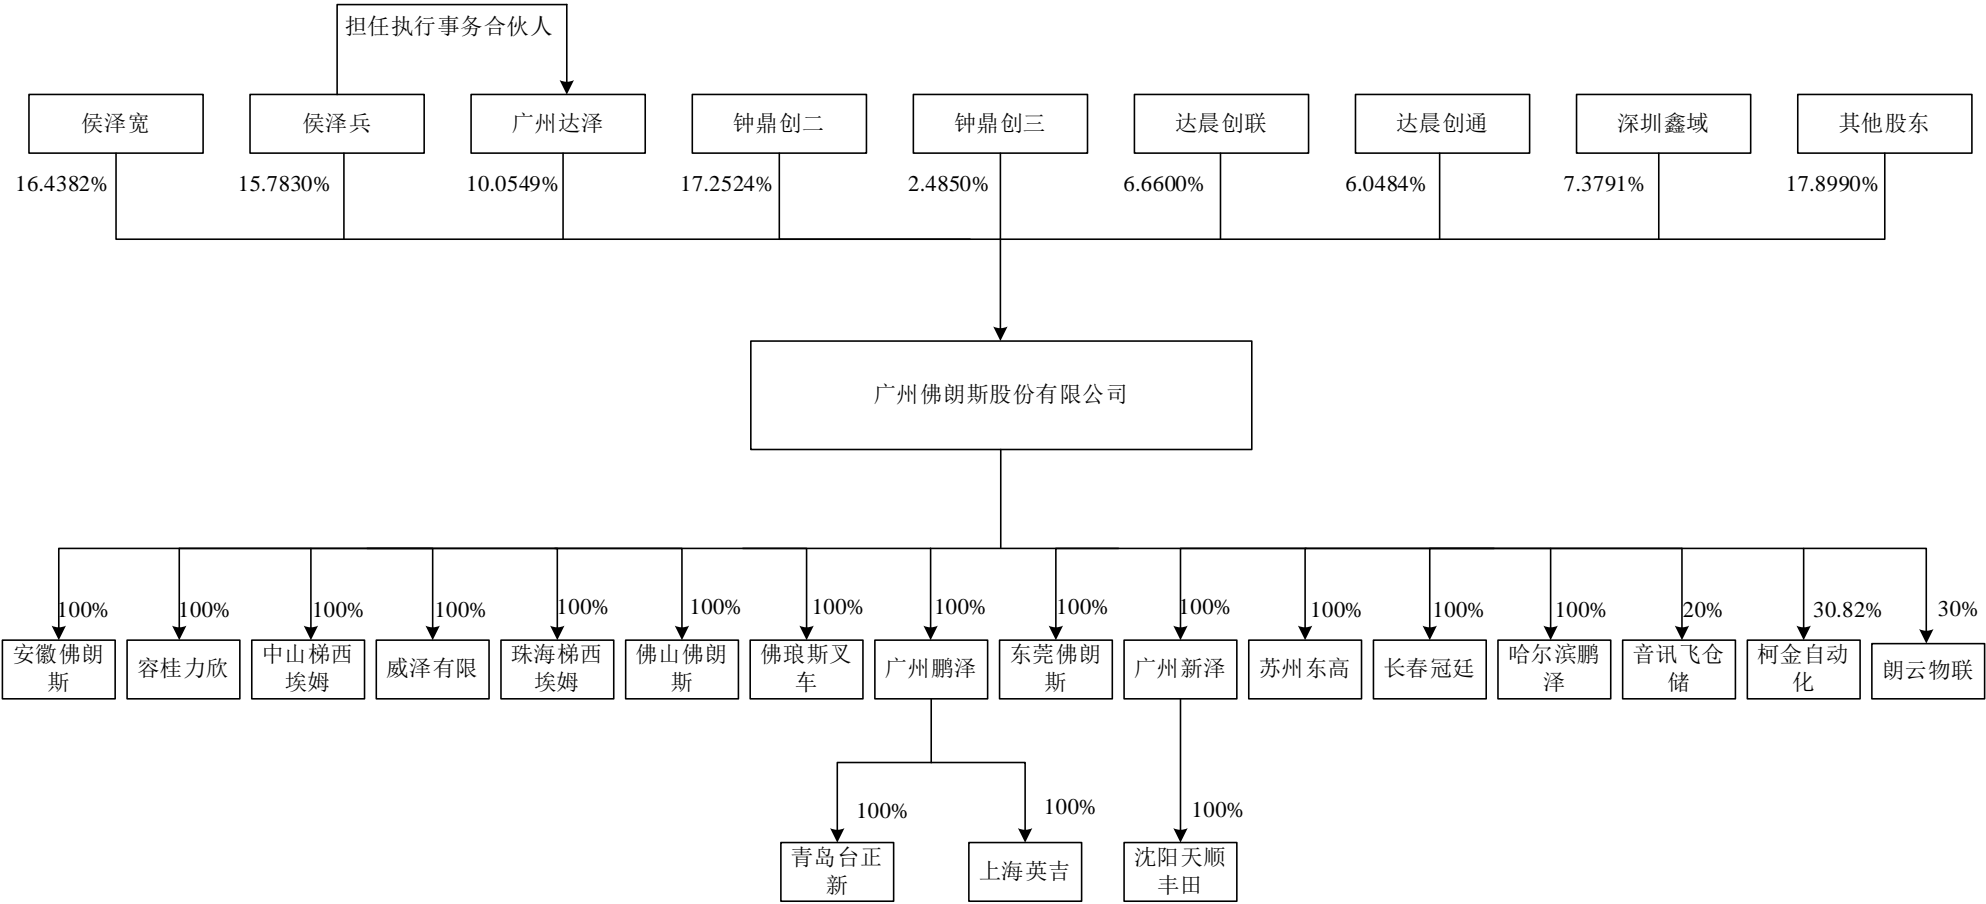 担任执行事务合伙人
侯泽宽
侯泽兵
广州达泽
钟鼎创二
钟鼎创三
达晨创联
达晨创通
深圳鑫域
其他股东
16.4382%
15.7830%
10.0549%
17.2524%
2.4850%
6.6600%
6.0484%
7.3791%
17.8990%
广州佛朗斯股份有限公司
100%
100%
100%
100%
100%
100%
100%
100%
100%
100%
100%
100%
100%
20%
30.82%
30%
安徽佛朗
斯
容桂力欣
中山梯西
埃姆
威泽有限
珠海梯西
埃姆
佛山佛朗
斯
佛琅斯叉
车
广州鹏泽
东莞佛朗
斯
广州新泽
苏州东高
长春冠廷
哈尔滨鹏
泽
音讯飞仓
储
柯金自动
化
朗云物联
100%
100%
100%
青岛台正
新
上海英吉
沈阳天顺
丰田